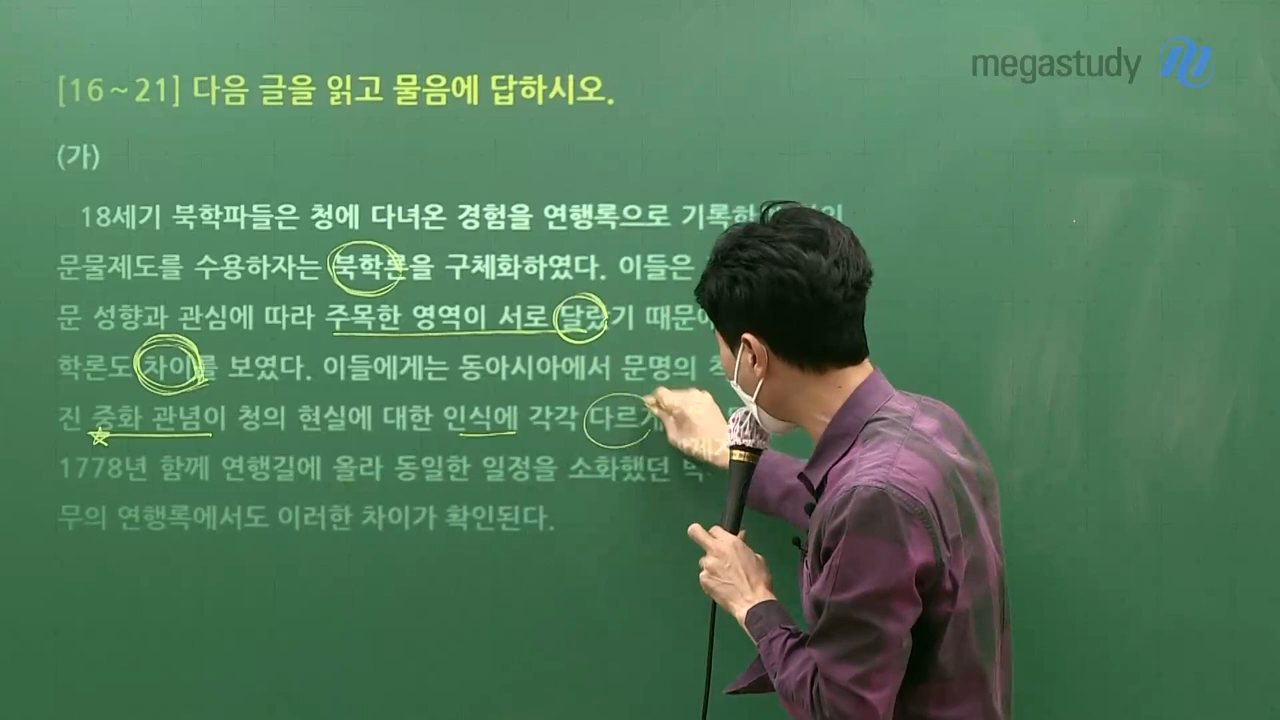 megastudy
[16~21] 다음 글을 읽고 물음에 답하시오.
(가)
18세기 북학파들은 청에 다녀온 경험을 연행록으로 기록하
문물제도를 수용하자는 북학론을 구체화하였다. 이들은
문 성향과 관심에 따라 주목한 영역이 서로 달랐기 때문에
학론도 차이를 보였다. 이들에게는 동아시아에서 문명의
진 중화 관념이 청의 현실에 대한 인식에 각각 다르게
1778년 함께 연행길에 올라 동일한 일정을 소화했던
무의 연행록에서도 이러한 차이가 확인된다.